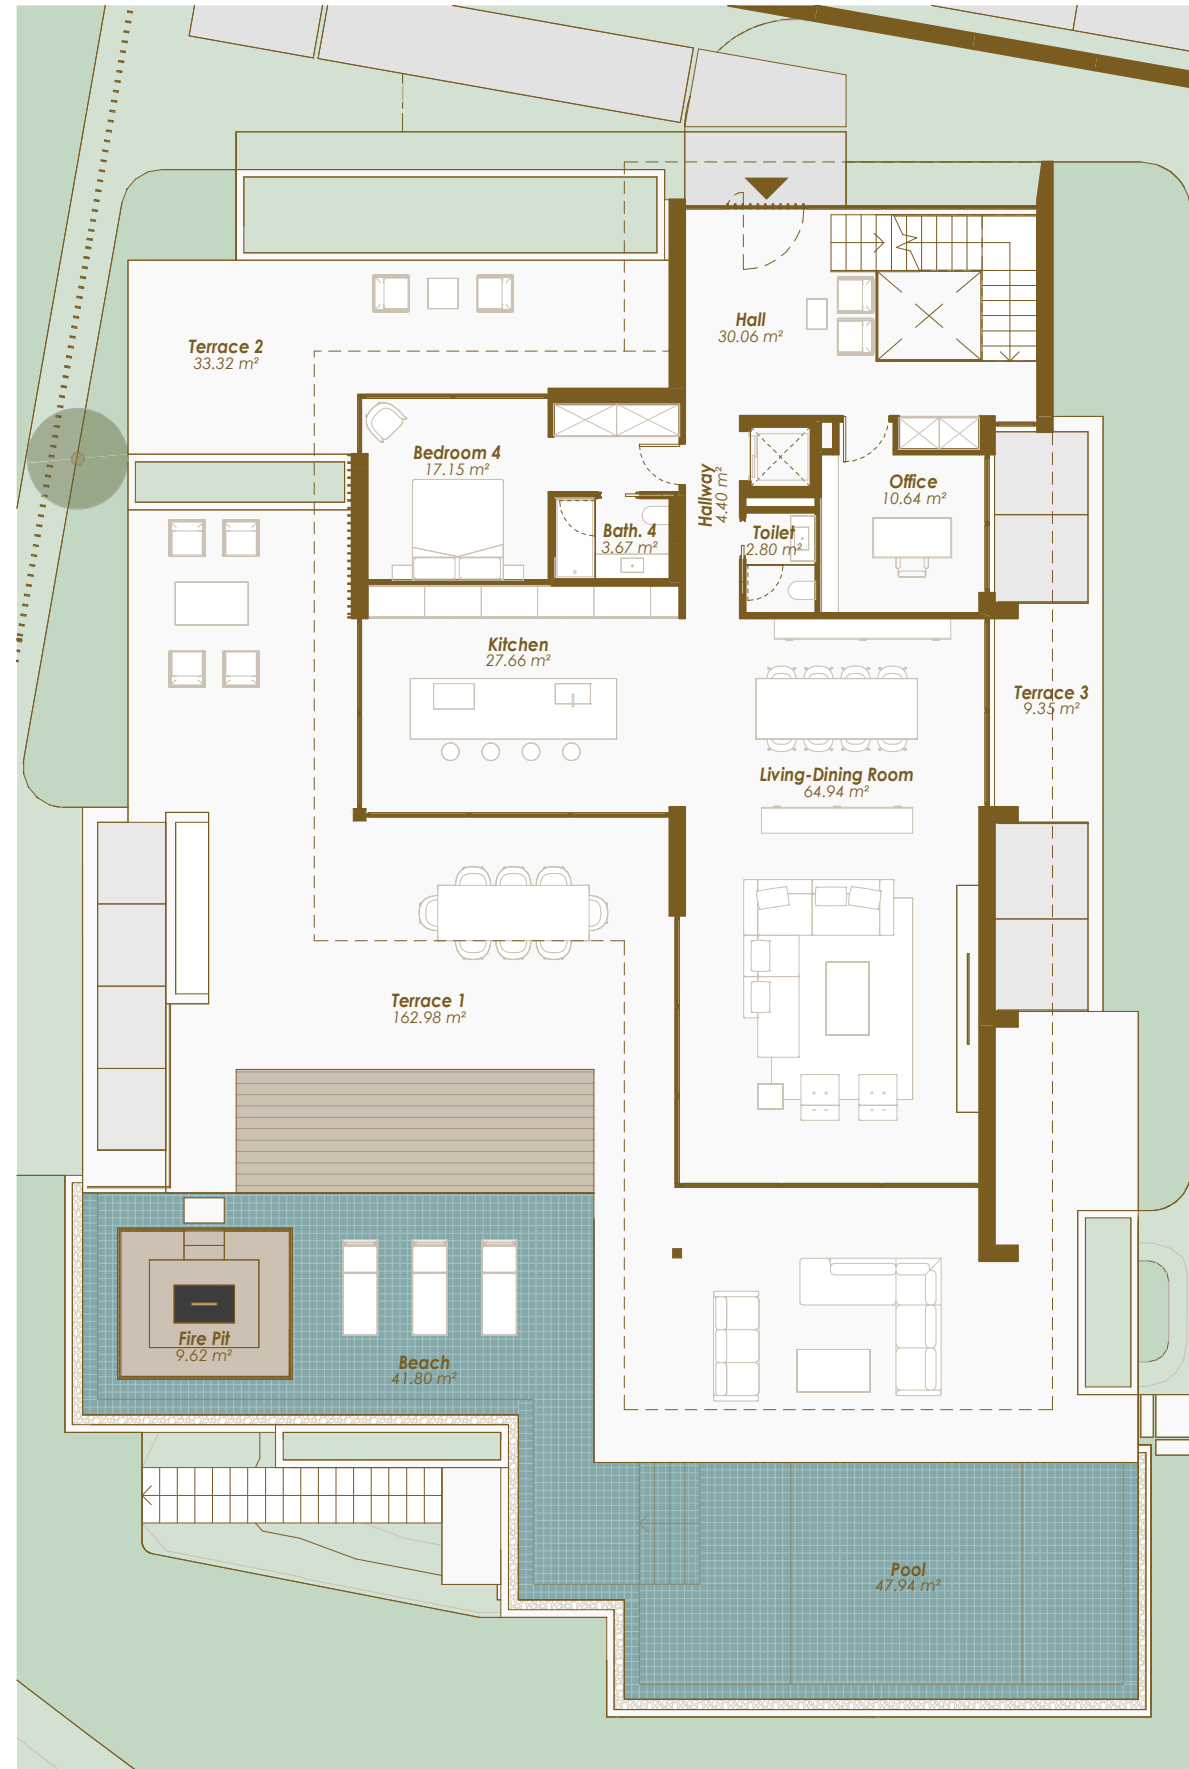 Hall
30.06 m²
Terrace 2
33.32 m²
Bedroom 4
17.15 m²
Hallway
4.40 m²
Office
10.64 m²
Bath. 4
3.67 m²
Toilet
2.80 m²
Kitchen
27.66 m²
Terrace 3
9.35 m²
Living-Dining Room
64.94 m²
Terrace 1
162.98 m²
Fire Pit
9.62 m²
Beach
41.80 m²
Pool
47.94 m²